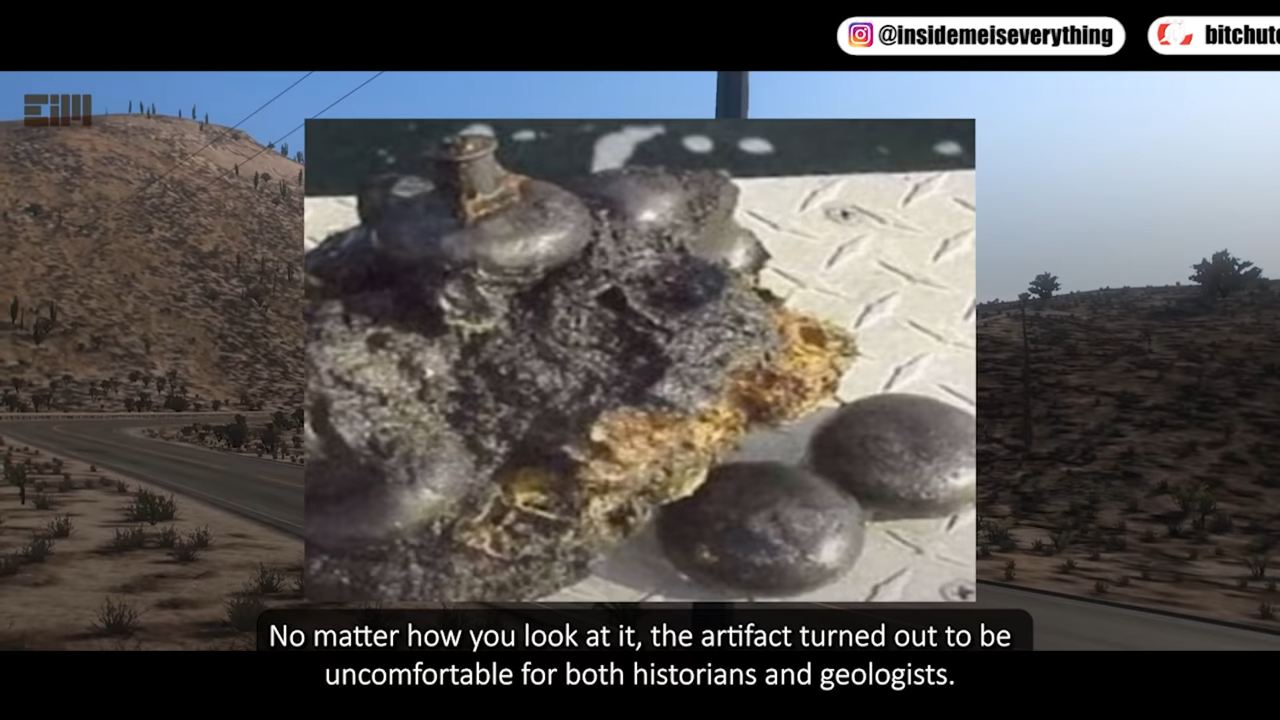 @insidemeiseverything
bitchute
EiM
No matter how you look at it, the artifact turned out to be
uncomfortable for both historians and geologists.